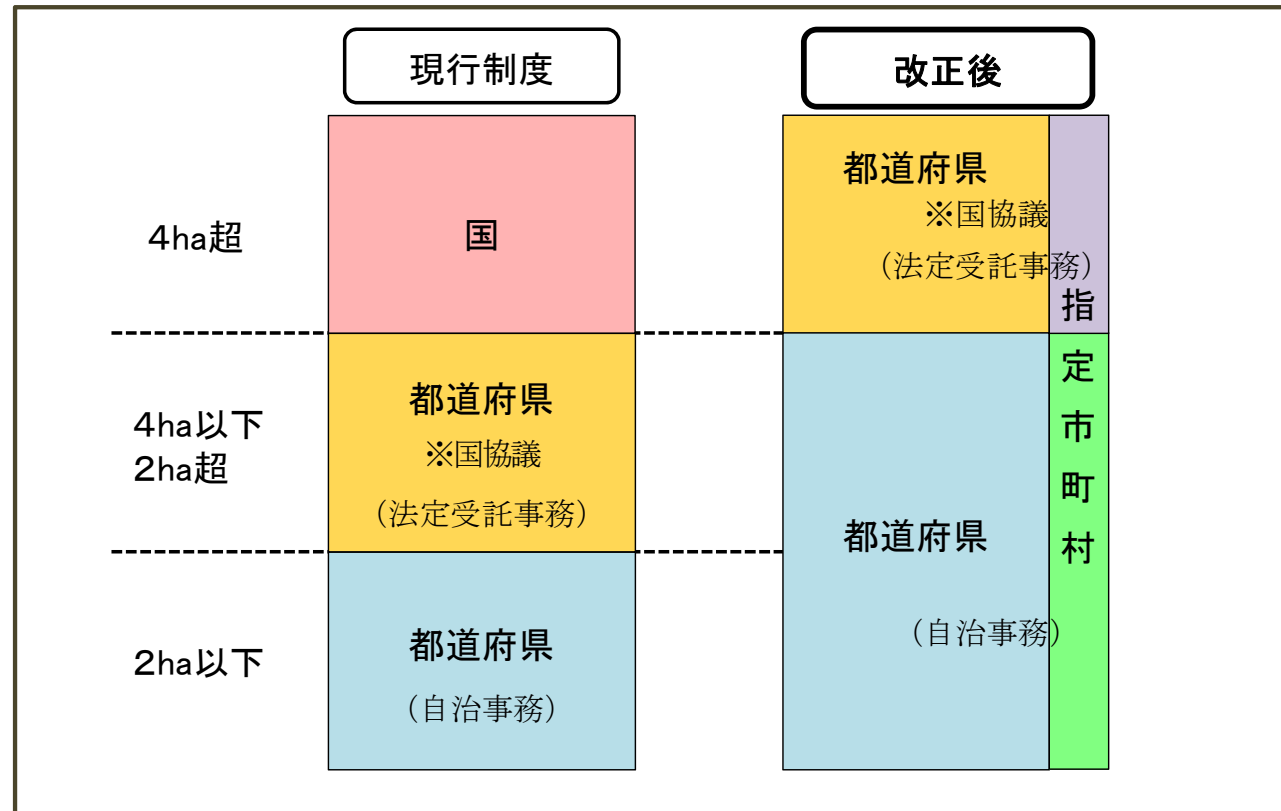 現行制度
改正後
4ha超
国
都道府県
※国協議
(法定受託事務)
4ha以下
2ha超
都道府県
※国協議
(法定受託事務)
2ha以下
都道府県
(自治事務)
都道府県
(自治事務)
指定市町村